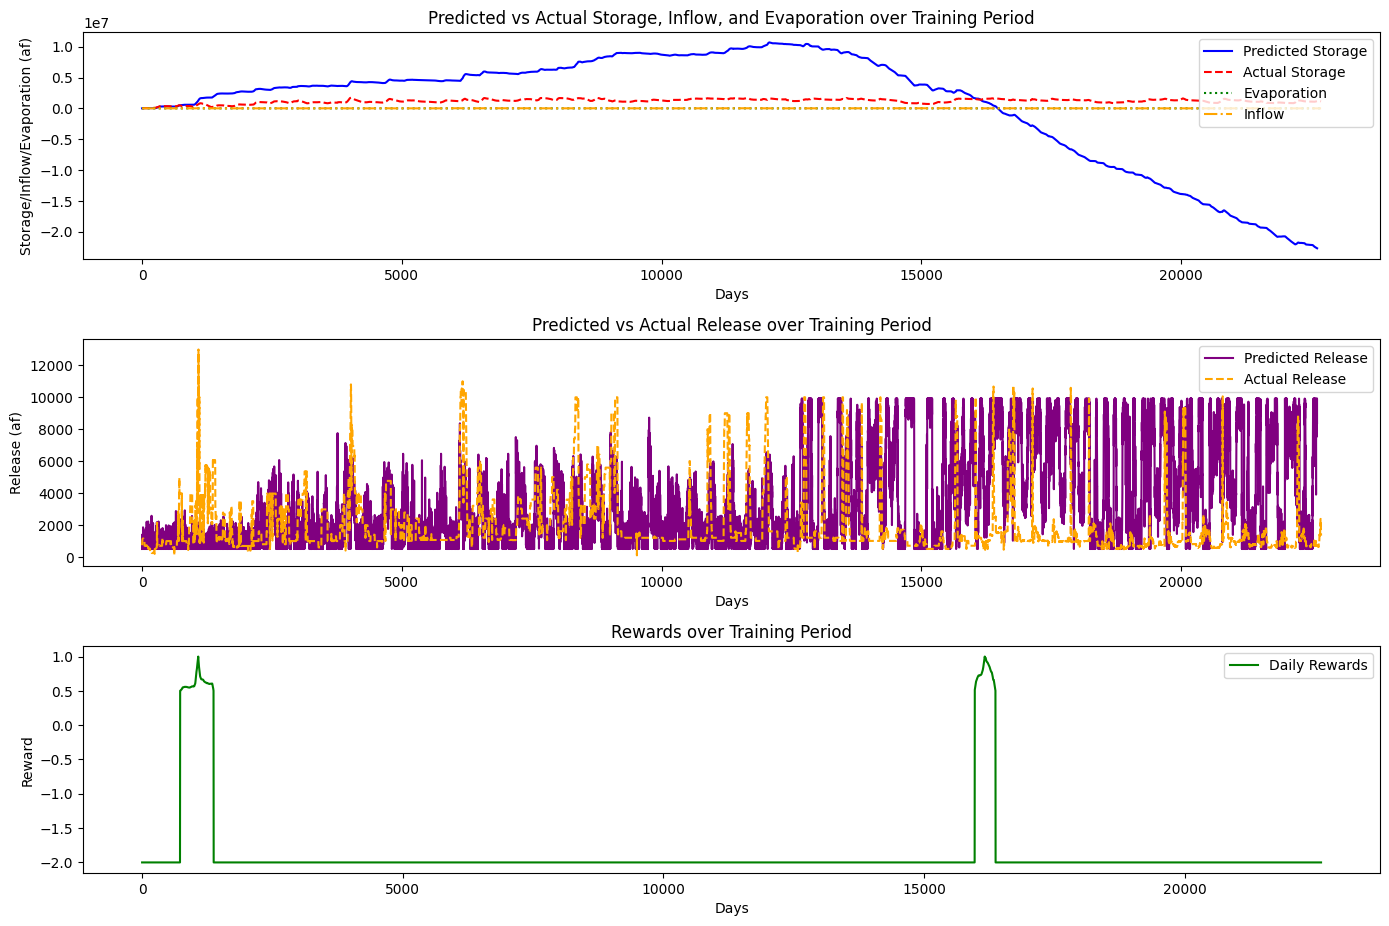 Predicted vs Actual Storage, Inflow, and Evaporation over Training Period
1e7
Storage/Inflow/Evaporation (af)
1.0
0.5
0.0
−0.5
−1.0
−1.5
−2.0
Predicted Storage
Actual Storage
Evaporation
Inflow
0 5000 10000 15000 20000
Days
Predicted vs Actual Release over Training Period
Release (af)
12000
10000
8000
6000
4000
2000
0
Predicted Release
Actual Release
0 5000 10000 15000 20000
Days
Rewards over Training Period
Reward
1.0
0.5
0.0
−0.5
−1.0
−1.5
−2.0
Daily Rewards
0 5000 10000 15000 20000
Days